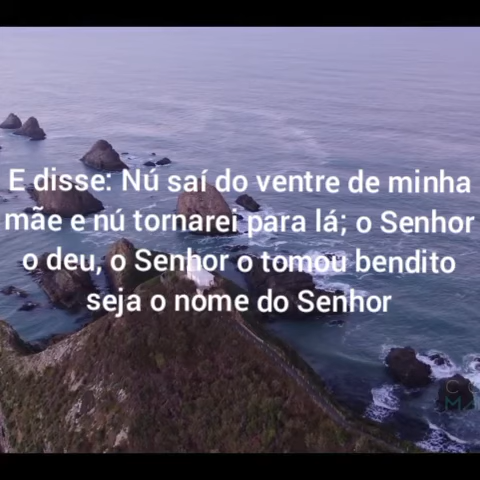 E disse: Nú saí do ventre de minha
mãe e nú tornarei para lá; o Senhor
o deu, o Senhor o tomou bendito
seja o nome do Senhor